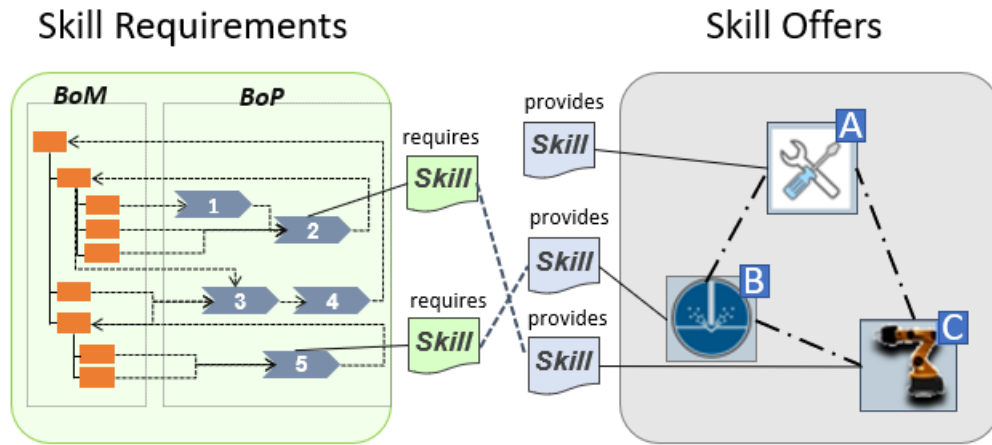 Skill Requirements
Skill Offers
BoM
BoP
requires
Skill
provides
Skill
A
1
2
3
4
5
requires
Skill
provides
Skill
B
provides
Skill
C